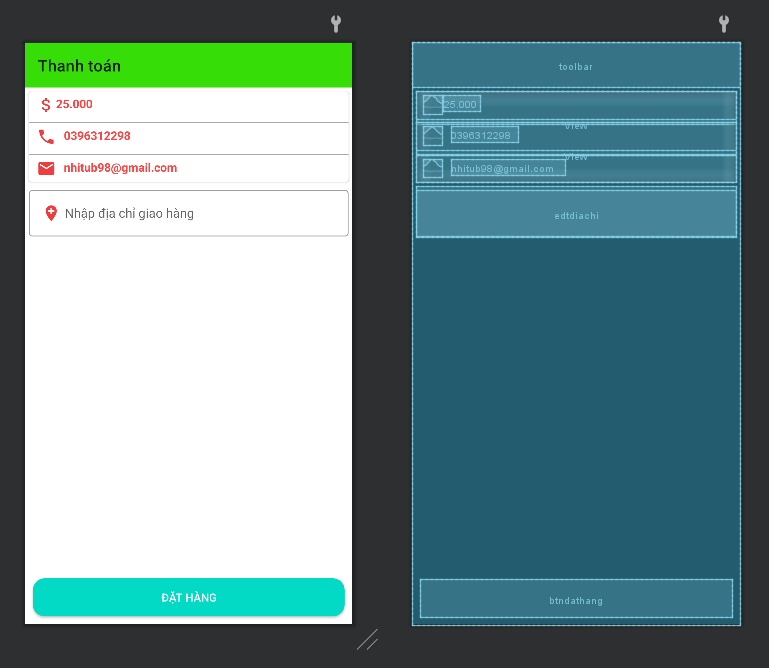 Thanh toán
25.000
0396312298
nhitub98@gmail.com
Nhập địa chỉ giao hàng
ĐẶT HÀNG
toolbar
25.000
view
0396312298
view
nhitub98@gmail.com
edtdiachi
btndathang